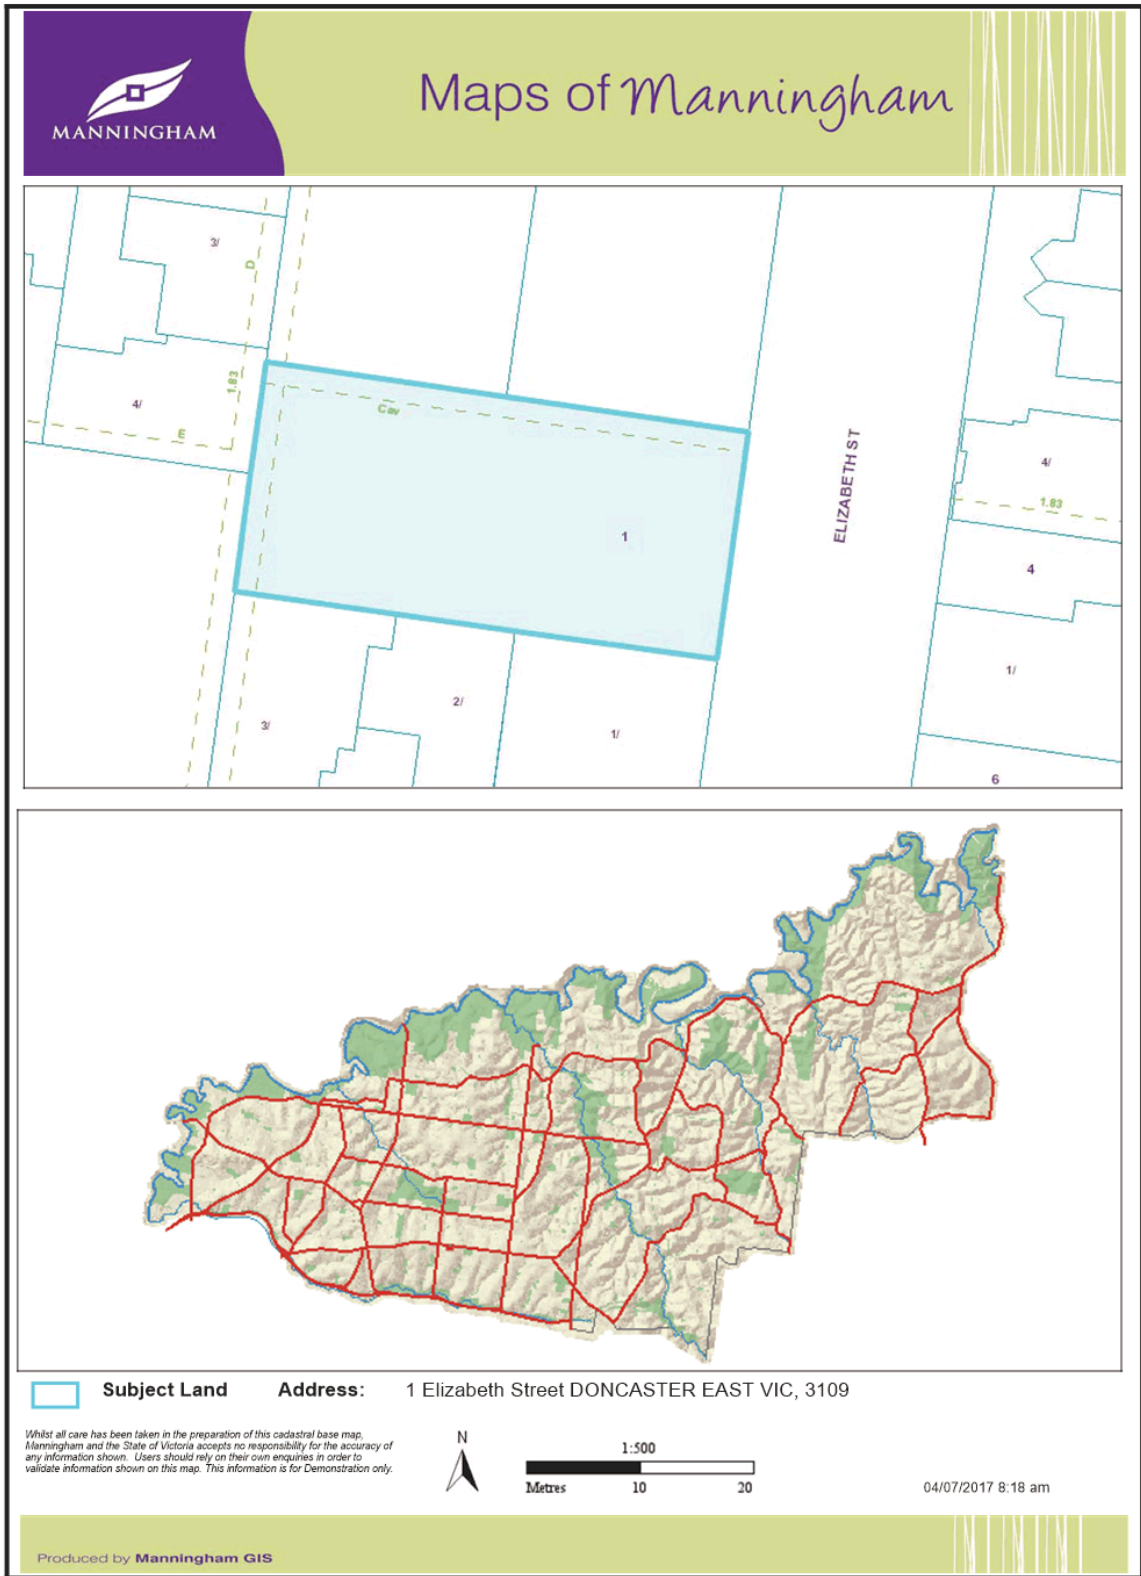 MANNINGHAM
Maps of Manningham
3/
D
1.83
4/
E
Cav
1
ELIZABETH ST
4/
1.83
4
1/
6
3/
2/
1/
Subject Land Address: 1 Elizabeth Street DONCASTER EAST VIC, 3109
Whilst all care has been taken in the preparation of this cadastral base map,
Manningham and the State of Victoria accepts no responsibility for the accuracy of
any information shown. Users should rely on their own enquiries in order to
validate information shown on this map. This information is for Demonstration only.
N
1:500
Metres 10 20
04/07/2017 8:18 am
Produced by Manningham GIS